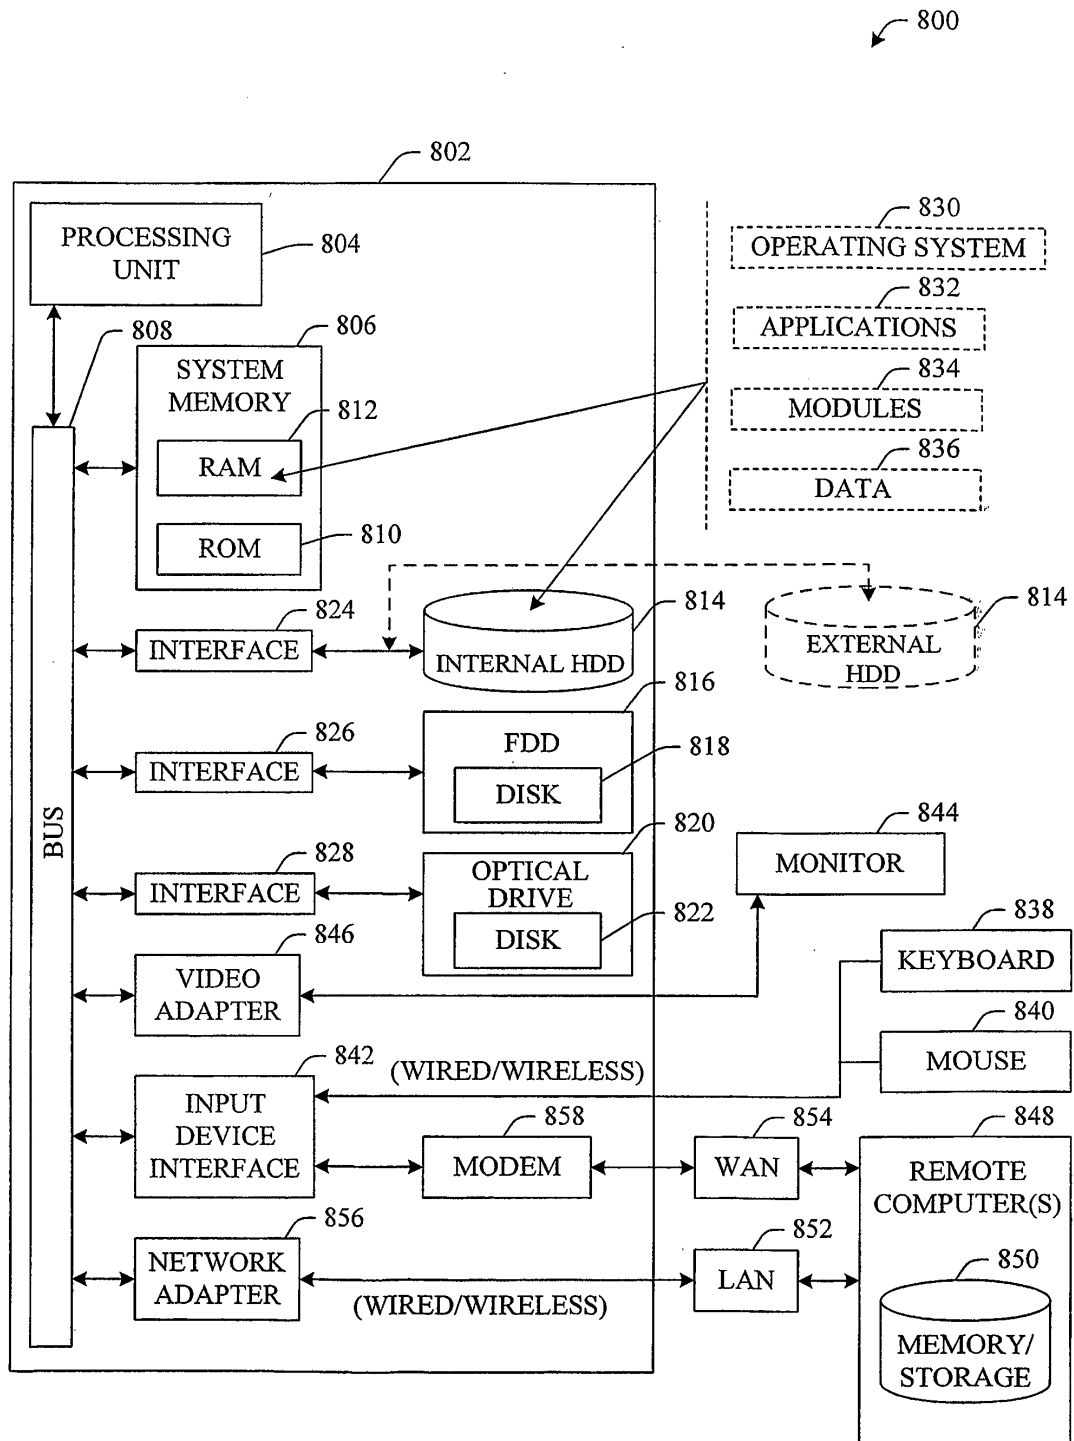 800
802
PROCESSING
UNIT
804
808
806
SYSTEM
MEMORY
812
RAM
810
ROM
830
OPERATING SYSTEM
832
APPLICATIONS
834
MODULES
836
DATA
824
INTERFACE
814
INTERNAL HDD
814
EXTERNAL
HDD
816
826
INTERFACE
FDD
818
DISK
BUS
820
828
INTERFACE
OPTICAL
DRIVE
822
DISK
844
MONITOR
846
VIDEO
ADAPTER
838
KEYBOARD
840
MOUSE
842
(WIRED/WIRELESS)
INPUT
DEVICE
INTERFACE
858
MODEM
854
WAN
848
REMOTE
COMPUTER(S)
856
NETWORK
ADAPTER
(WIRED/WIRELESS)
852
LAN
850
MEMORY/
STORAGE